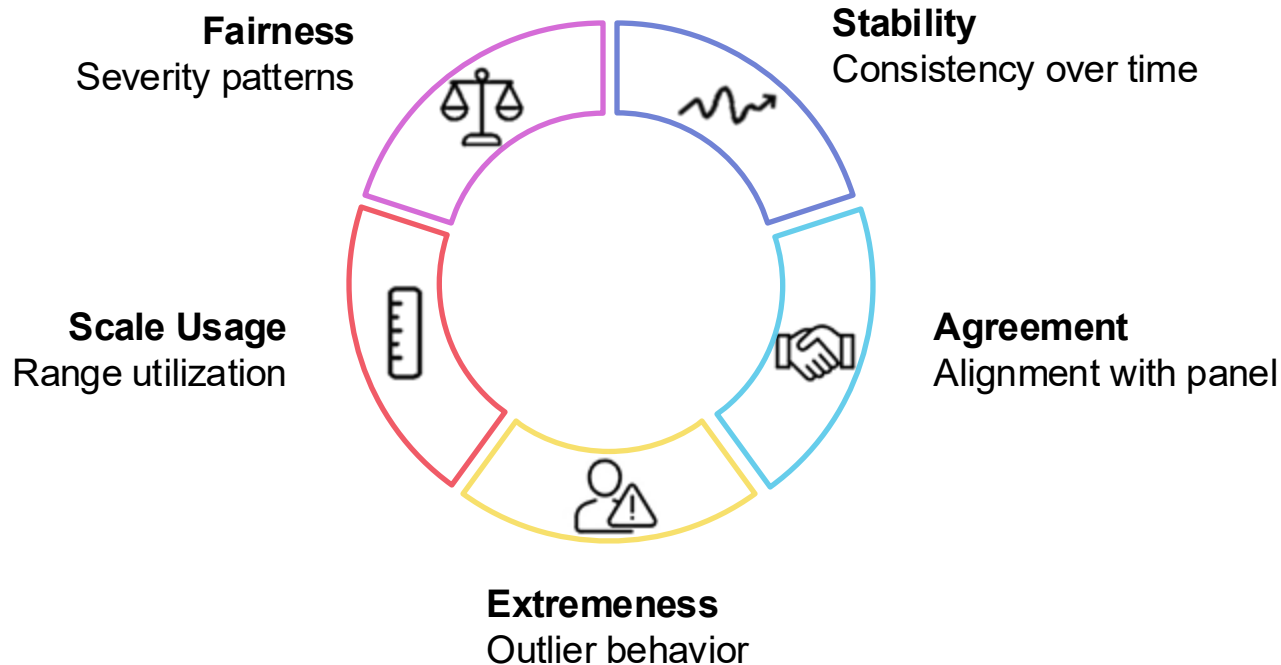 Fairness
Severity patterns
Stability
Consistency over time
Scale Usage
Range utilization
Agreement
Alignment with panel
Extremeness
Outlier behavior